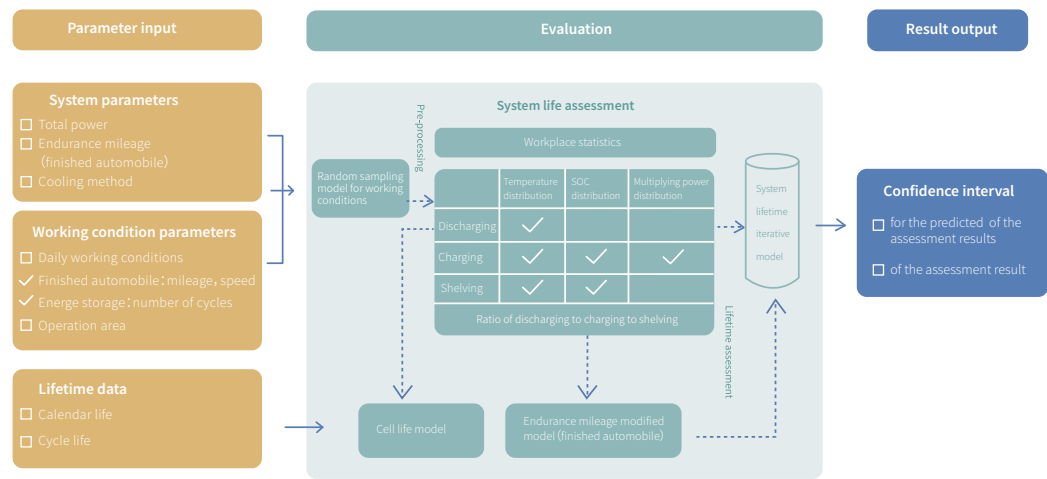 Parameter input
Evaluation
Result output
System parameters
Total power
Endurance mileage
(finished automobile)
Cooling method
Working condition parameters
Daily working conditions
Finished automobile:mileage, speed
Energe storage:number of cycles
Operation area
Lifetime data
Calendar life
Cycle life
System life assessment
Pre-processing
Workplace statistics
Random sampling
model for working
conditions
Temperature
distribution
SOC
distribution
Multiplying power
distribution
Discharging
Charging
Shelving
Ratio of discharging to charging to shelving
System
lifetime
iterative
model
Lifetime assessment
Cell life model
Endurance mileage modified
model (finished automobile)
Confidence interval
for the predicted of the
assessment results
of the assessment result